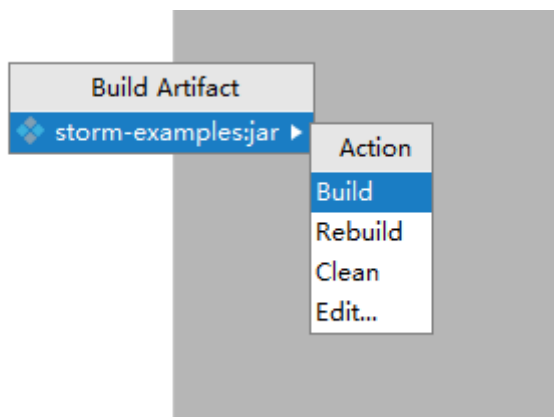 Build Artifact
storm-examples:jar
Action
Build
Rebuild
Clean
Edit...